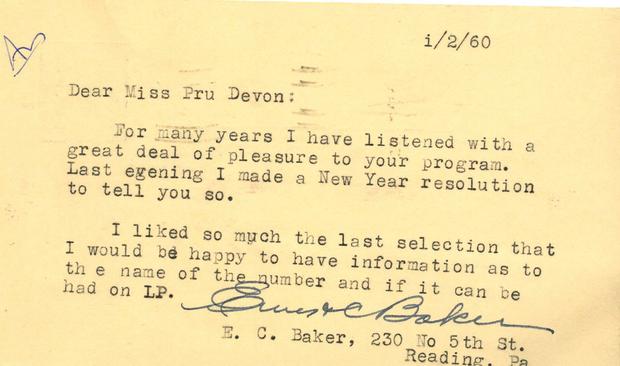 i/2/60
Dear Miss Pru Devon:
For many years I have listened with a
great deal of pleasure to your program.
Last egening I made a New Year resolution
to tell you so.
I liked so much the last selection that
I would be happy to have information as to
th e name of the number and if it can be
had on LP.
Ernest C Baker
E. C. Baker, 230 No 5th St.
Reading, Pa